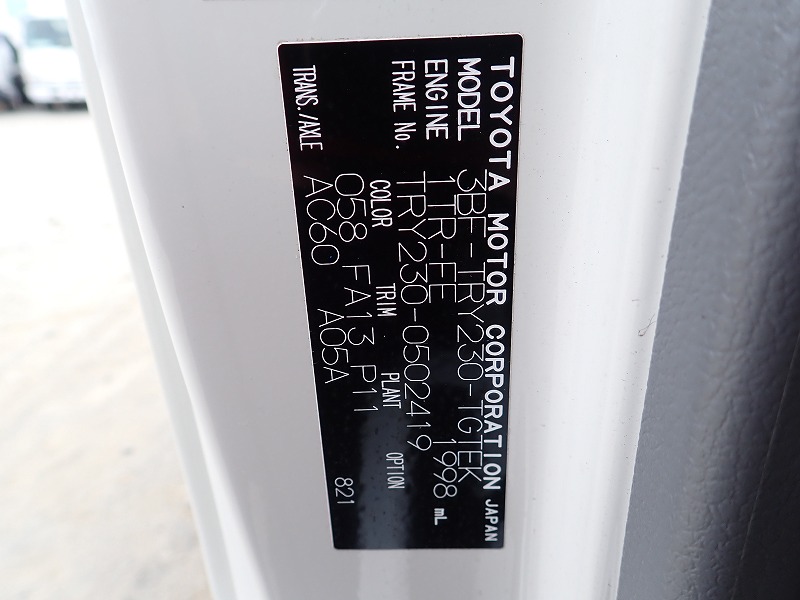 TOYOTA MOTOR CORPORATION JAPAN
MODEL 3BF-TRY230-TGTEK
ENGINE 1TR-FE 1998 mL
FRAME No. TRY230-0502419
COLOR TRIM PLANT OPTION
058 FA13 P11 821
TRANS./AXLE AC60 A05A